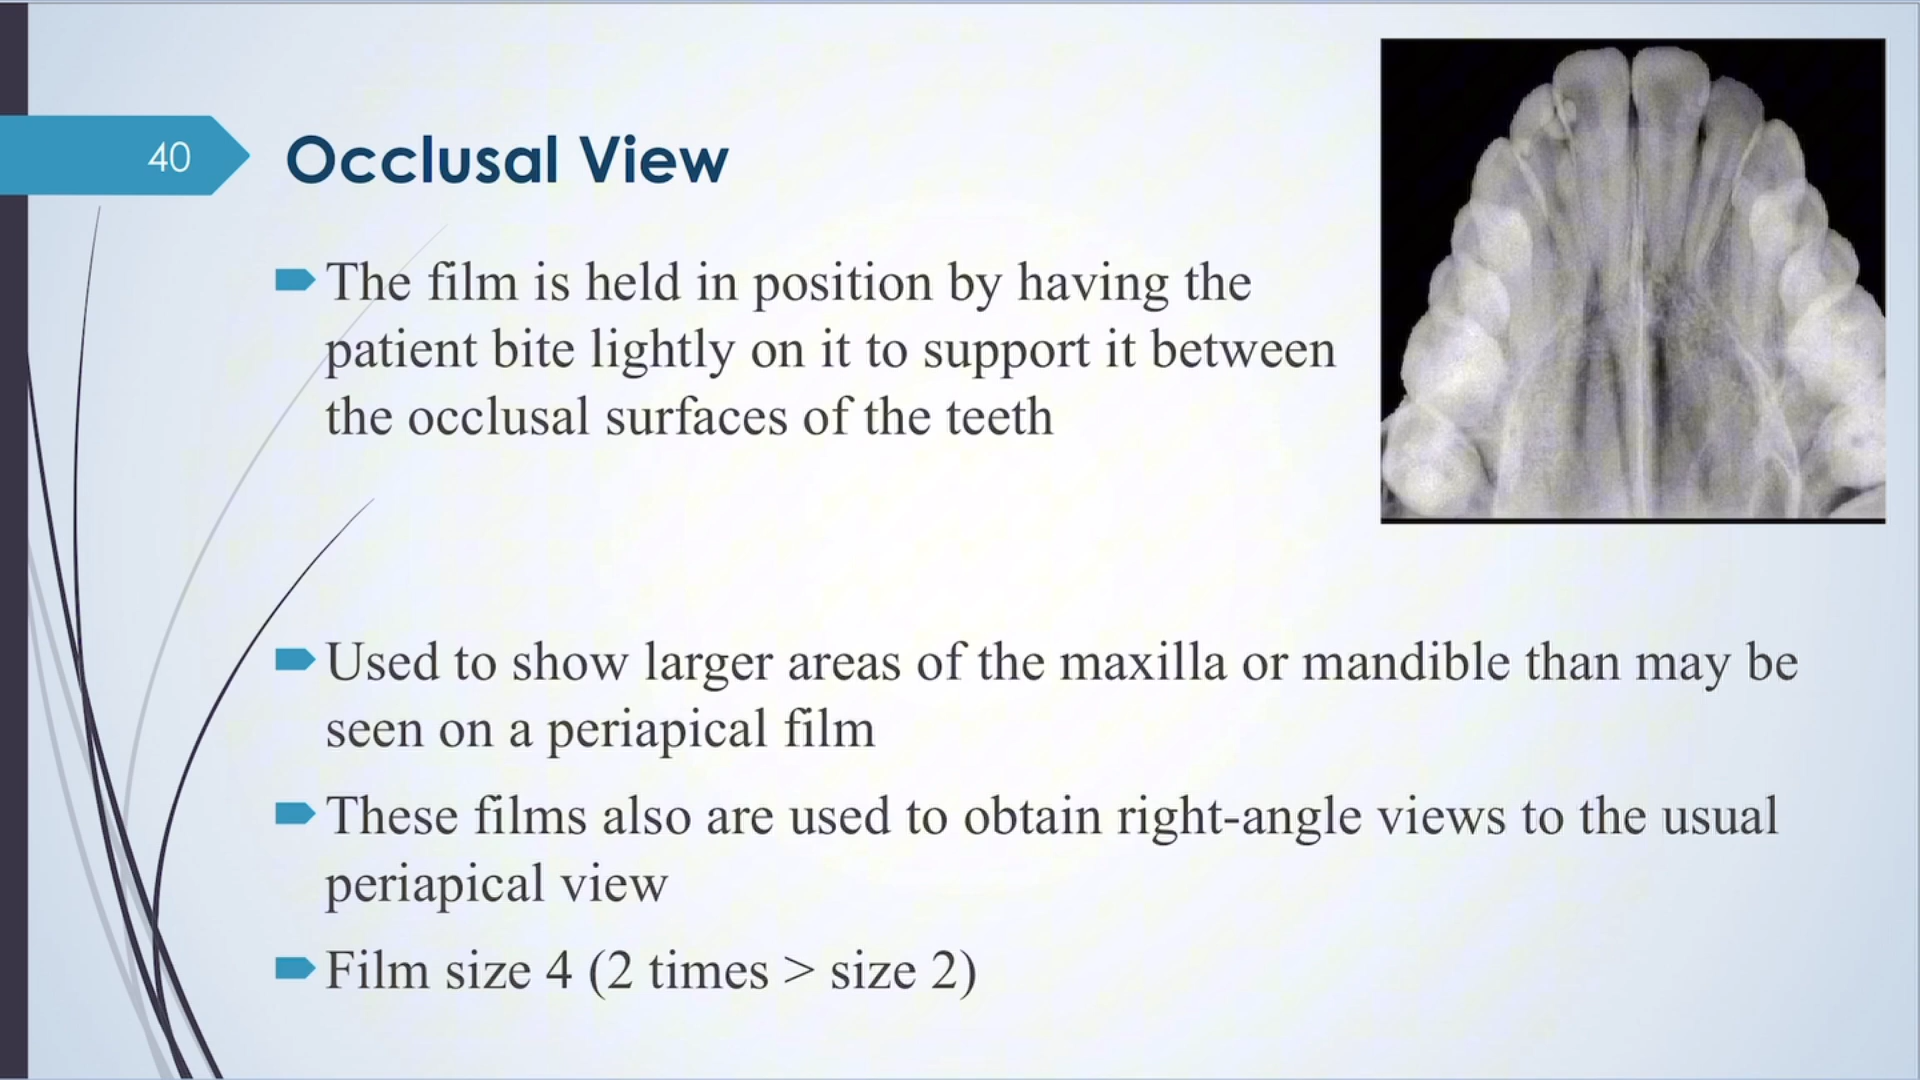 40
Occlusal View
The film is held in position by having the
patient bite lightly on it to support it between
the occlusal surfaces of the teeth
Used to show larger areas of the maxilla or mandible than may be
seen on a periapical film
These films also are used to obtain right-angle views to the usual
periapical view
Film size 4 (2 times > size 2)